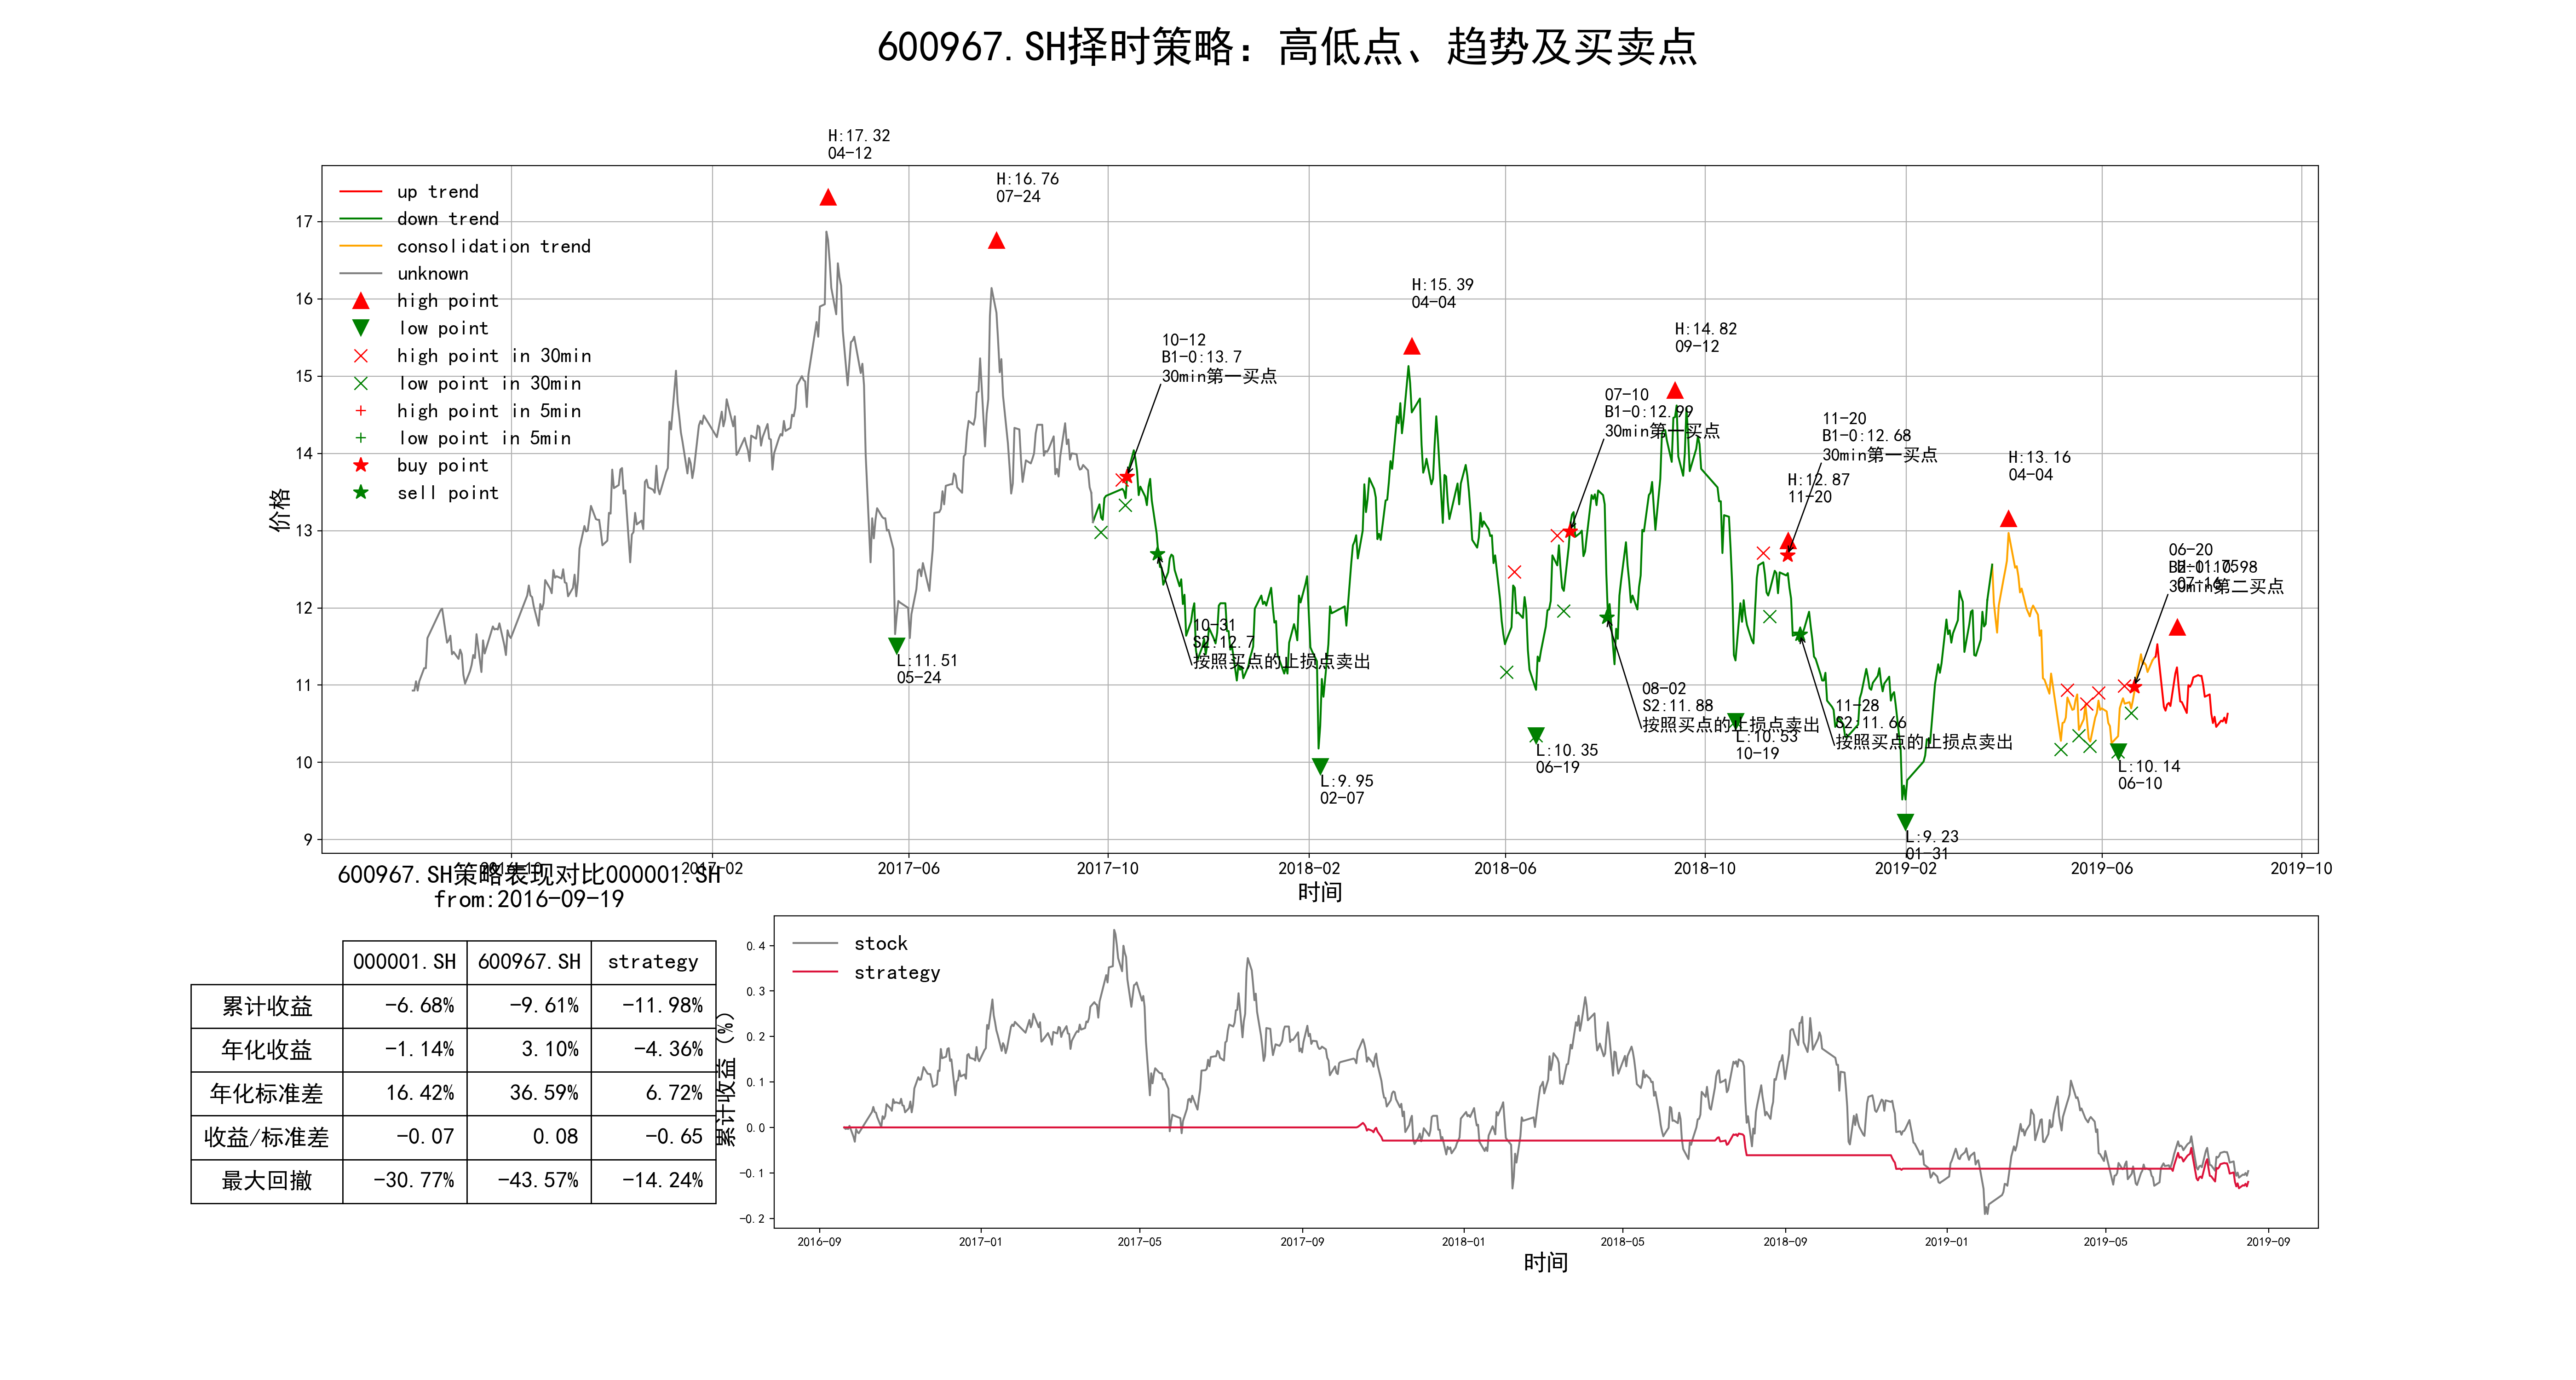 600967.SH择时策略：高低点、趋势及买卖点
H:17.32
04-12
H:16.76
07-24
up trend
down trend
consolidation trend
unknown
high point
low point
high point in 30min
low point in 30min
high point in 5min
low point in 5min
buy point
sell point
10-12
B1-0:13.7
30min第一买点
H:15.39
04-04
H:14.82
09-12
07-10
B1-0:12.99
30min第一买点
11-20
B1-0:12.68
30min第一买点
H:12.87
11-20
H:13.16
04-04
06-20
30min第二买点
10-31
S2:12.7
按照买点的止损点卖出
L:11.51
05-24
08-02
S2:11.88
按照买点的止损点卖出
11-28
S2:11.66
按照买点的止损点卖出
L:10.53
10-19
L:10.35
06-19
L:10.14
06-10
L:9.95
02-07
L:9.23
01-31
价格
17
16
15
14
13
12
11
10
9
2016-10
2017-02
2017-06
2017-10
2018-02
2018-06
2018-10
2019-02
2019-06
2019-10
时间
600967.SH策略表现对比000001.SH
from:2016-09-19
000001.SH 600967.SH strategy
累计收益 -6.68% -9.61% -11.98%
年化收益 -1.14% 3.10% -4.36%
年化标准差 16.42% 36.59% 6.72%
收益/标准差 -0.07 0.08 -0.65
最大回撤 -30.77% -43.57% -14.24%
累计收益（%）
stock
strategy
0.4
0.3
0.2
0.1
0.0
-0.1
-0.2
2016-09
2017-01
2017-05
2017-09
2018-01
2018-05
2018-09
2019-01
2019-05
2019-09
时间